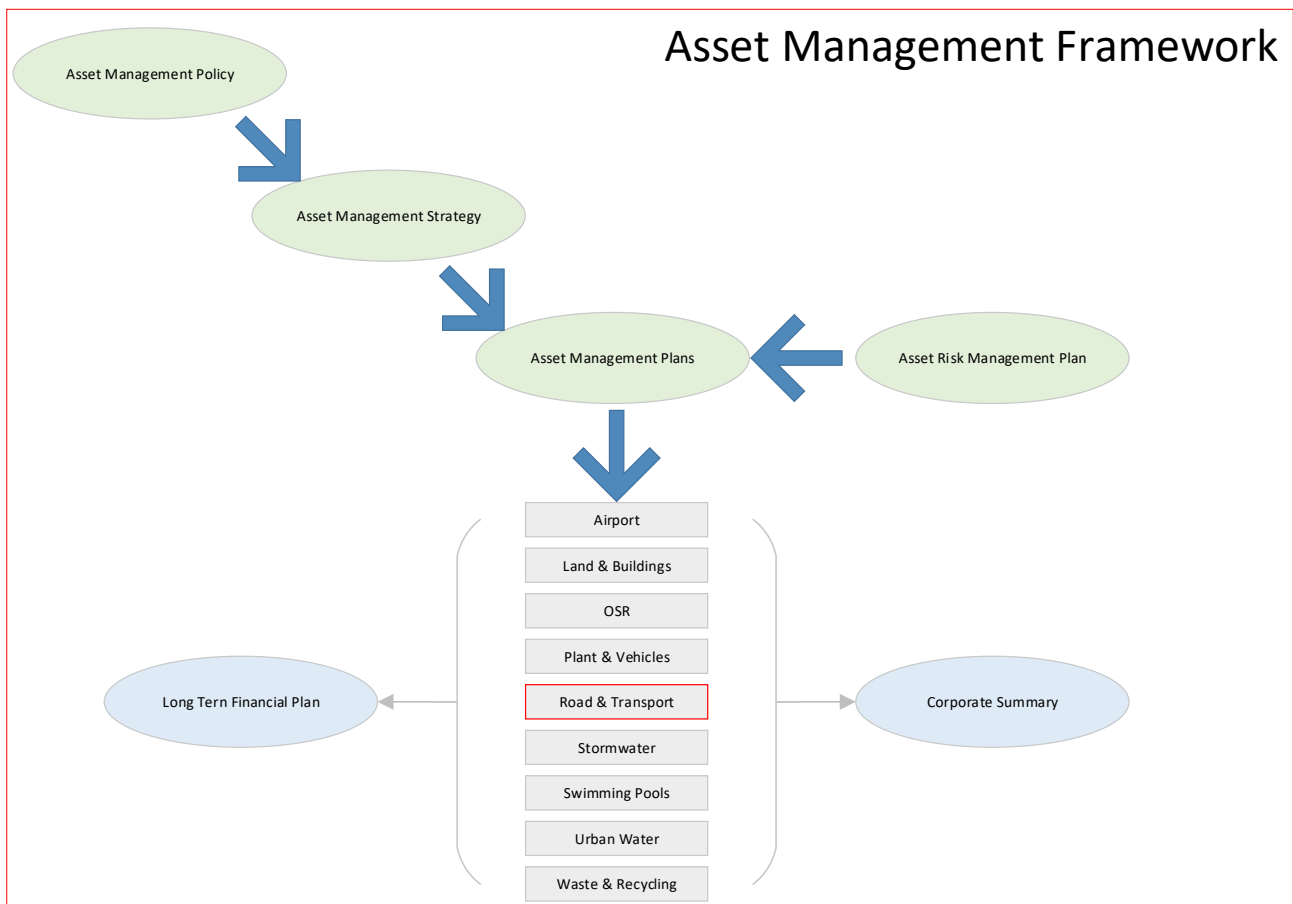 Asset Management Framework
Asset Management Policy
Asset Management Strategy
Asset Management Plans
Asset Risk Management Plan
Airport
Land & Buildings
OSR
Plant & Vehicles
Road & Transport
Stormwater
Swimming Pools
Urban Water
Waste & Recycling
Long Tern Financial Plan
Corporate Summary